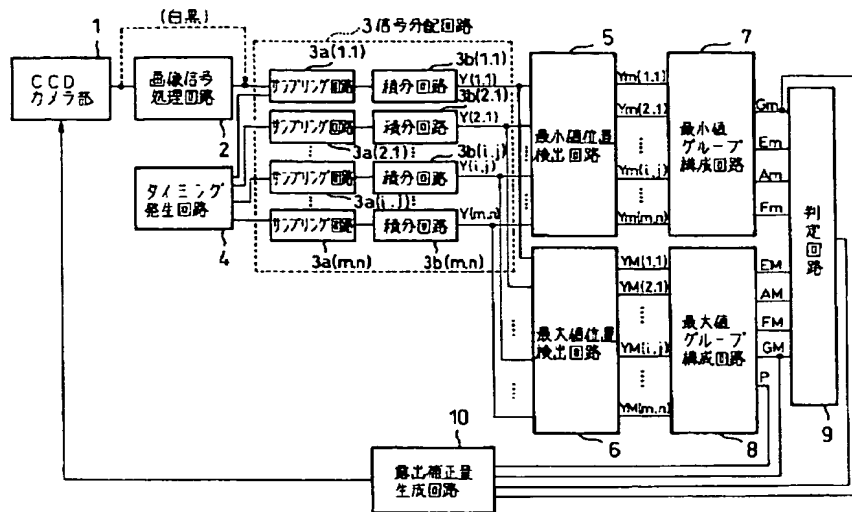 (白黒)
3 信号分配回路
1
CCD
カメラ部
画像信号
処理回路
2
タイミング
発生回路
4
3a(1.1)
サンプリング回路
3b(1.1)
積分回路
Y(1,1)
3b(2.1)
サンプリング回路
積分回路
Y(2,1)
3a(2.1)
3b(i,j)
サンプリング回路
積分回路
Y(i,j)
3a(i,j)
サンプリング回路
積分回路
Y(m,n)
3a(m,n)
3b(m,n)
5
最小値位置
検出回路
Ym(1,1)
Ym(2,1)
Ym(i,j)
Ym(m,n)
7
最小値
グループ
構成回路
Gm
Em
Am
Fm
最大値位置
検出回路
6
YM(1,1)
YM(2,1)
YM(i,j)
YM(m,n)
最大値
グループ
構成回路
8
EM
AM
FM
GM
P
判定回路
9
10
露出補正量
生成回路